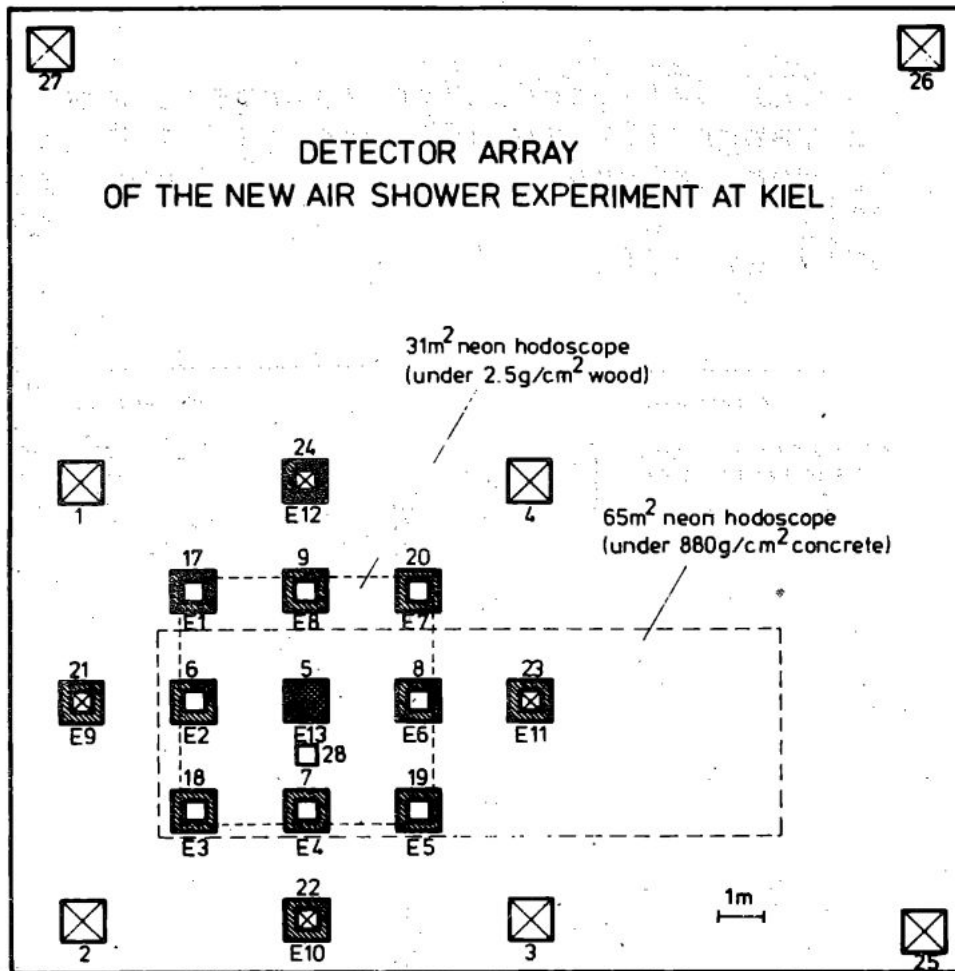 27
26
DETECTOR ARRAY
OF THE NEW AIR SHOWER EXPERIMENT AT KIEL
31m² neon hodoscope
(under 2.5g/cm² wood)
24
1
E12
4
65m² neon hodoscope
(under 880g/cm² concrete)
17
9
20
E1
E8
E7
21
6
5
8
23
E9
E2
E13
E6
E11
28
18
7
19
E3
E4
E5
22
1m
2
E10
3
25